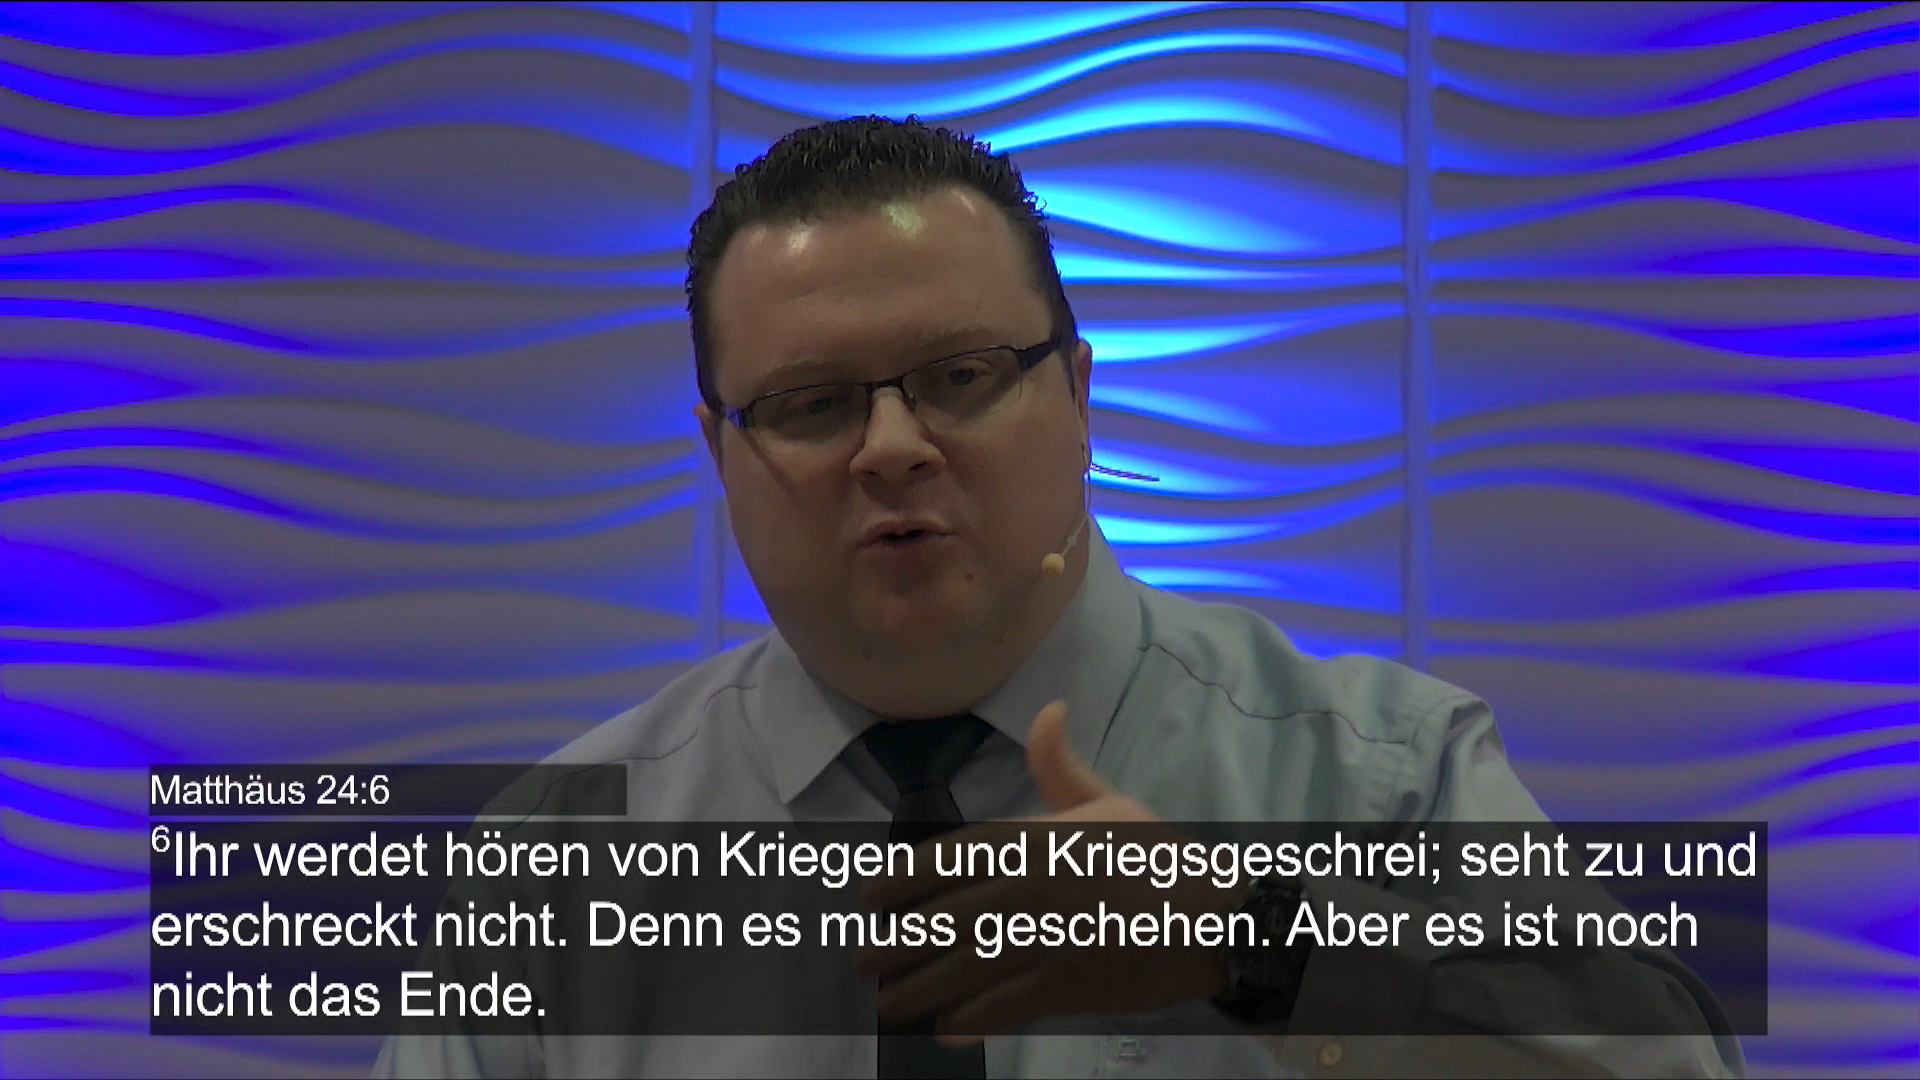 Matthäus 24:6
⁶Ihr werdet hören von Kriegen und Kriegsgeschrei; seht zu und
erschreckt nicht. Denn es muss geschehen. Aber es ist noch
nicht das Ende.